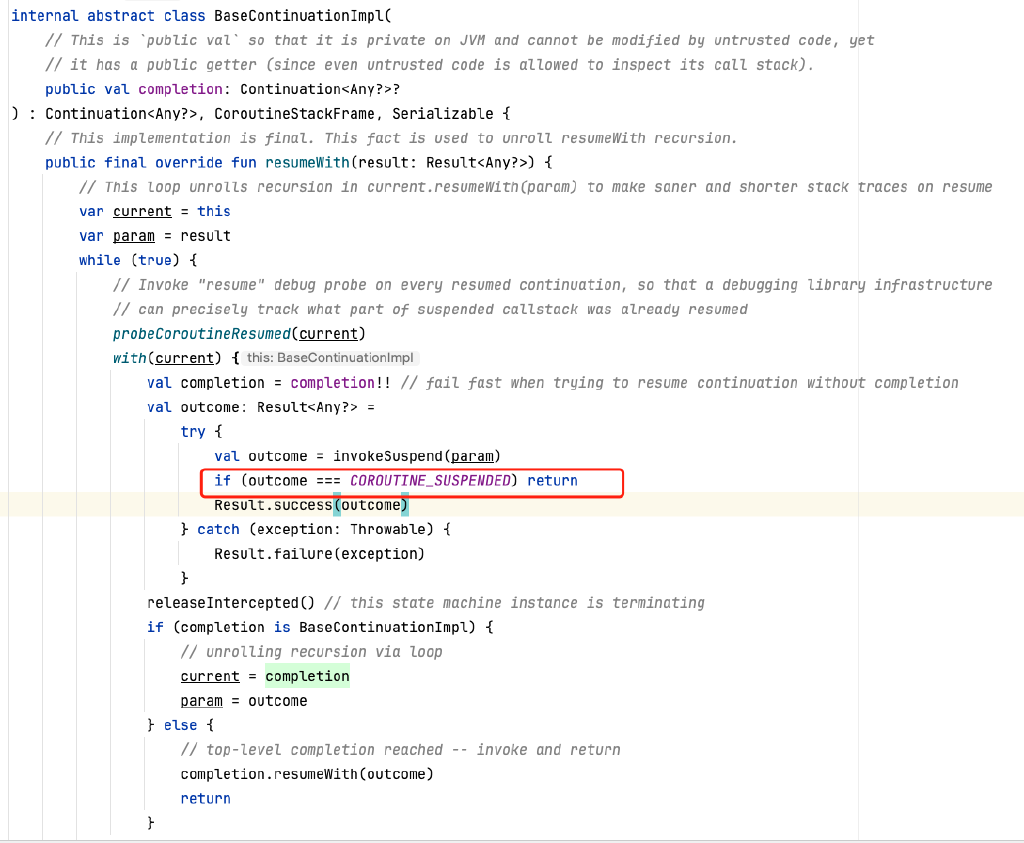 internal abstract class BaseContinuationImpl(
// This is `public val` so that it is private on JVM and cannot be modified by untrusted code, yet
// it has a public getter (since even untrusted code is allowed to inspect its call stack).
public val completion: Continuation<Any?>?
) : Continuation<Any?>, CoroutineStackFrame, Serializable {
// This implementation is final. This fact is used to unroll resumeWith recursion.
public final override fun resumeWith(result: Result<Any?>) {
// This loop unrolls recursion in current.resumeWith(param) to make saner and shorter stack traces on resume
var current = this
var param = result
while (true) {
// Invoke "resume" debug probe on every resumed continuation, so that a debugging library infrastructure
// can precisely track what part of suspended callstack was already resumed
probeCoroutineResumed(current)
with(current) { this: BaseContinuationImpl
val completion = completion!! // fail fast when trying to resume continuation without completion
val outcome: Result<Any?> =
try {
val outcome = invokeSuspend(param)
if (outcome === COROUTINE_SUSPENDED) return
Result.success(outcome)
} catch (exception: Throwable) {
Result.failure(exception)
}
releaseIntercepted() // this state machine instance is terminating
if (completion is BaseContinuationImpl) {
// unrolling recursion via loop
current = completion
param = outcome
} else {
// top-level completion reached -- invoke and return
completion.resumeWith(outcome)
return
}